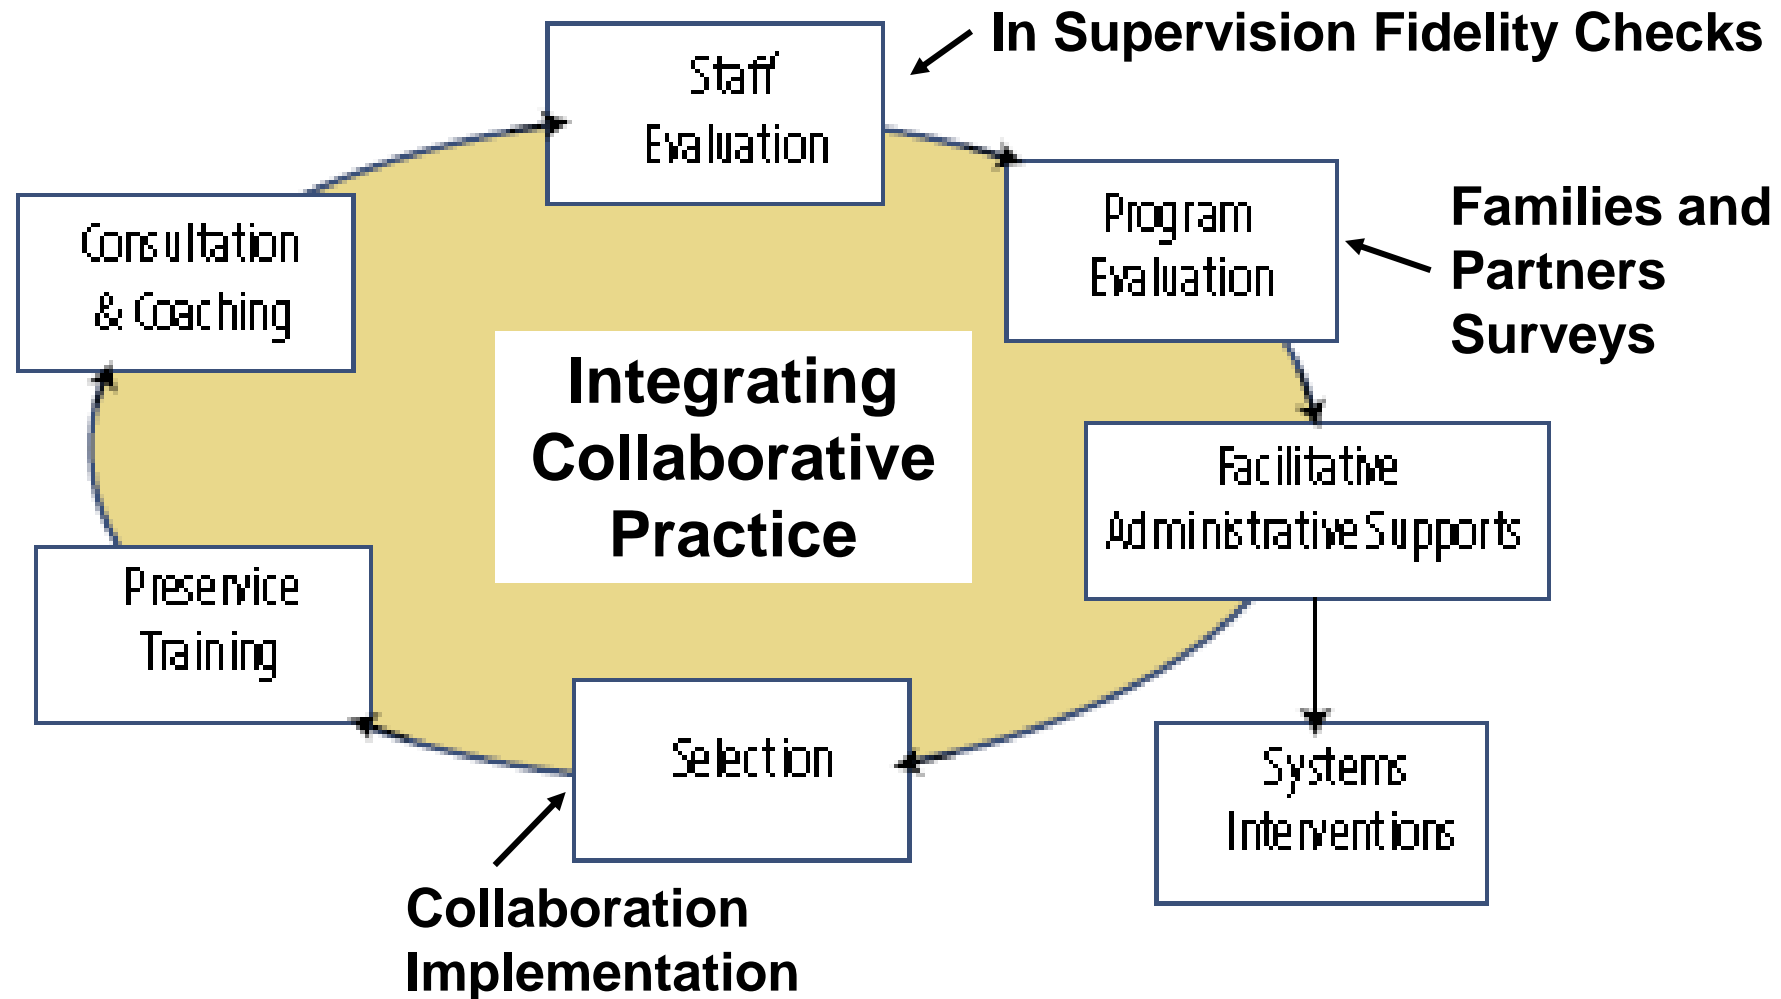 In Supervision Fidelity Checks
Staff
Evaluation
Program
Evaluation
Families and
Partners
Surveys
Consultation
& Coaching
Integrating
Collaborative
Practice
Facilitative
Administrative Supports
Preservice
Training
Selection
Systems
Interventions
Collaboration
Implementation